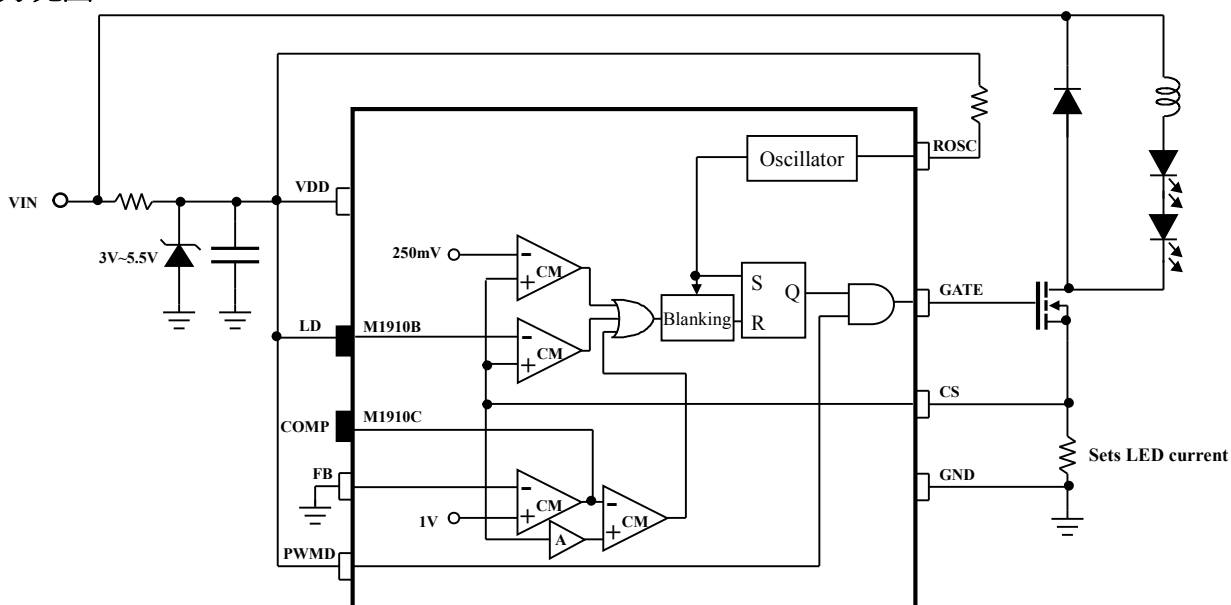 ROSC
Oscillator
VDD
VIN
3V~5.5V
250mV
-
+
CM
S
Q
R
Blanking
GATE
LD
M1910B
-
+
CM
CS
COMP
M1910C
Sets LED current
FB
-
+
CM
-
+
CM
GND
1V
A
PWMD